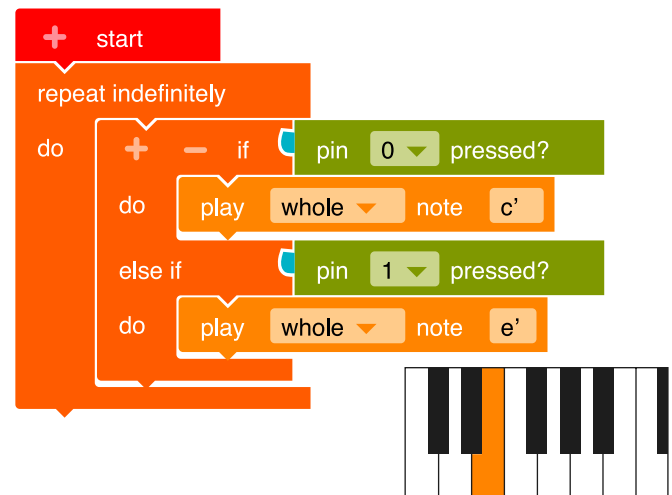 + start
repeat indefinitely
do + − if pin 0 pressed?
do play whole note c’
else if pin 1 pressed?
do play whole note e’